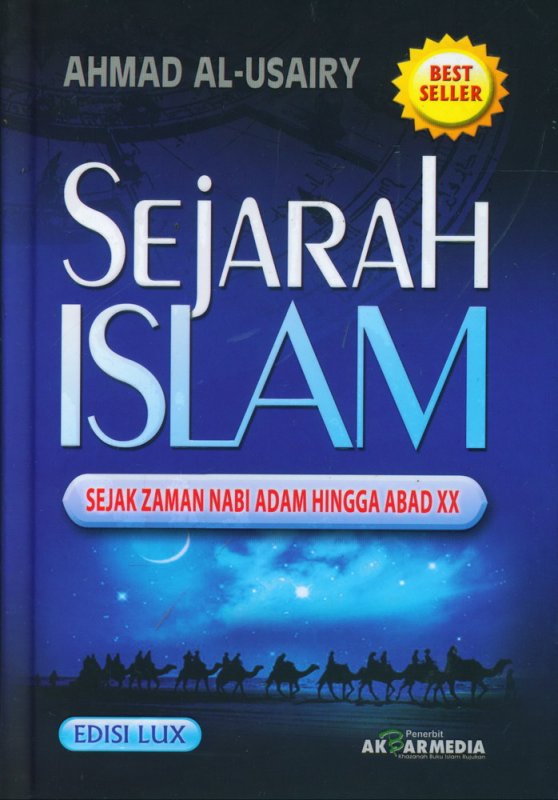 AHMAD AL-USAIRY
BEST
SELLER
SEJARAH
ISLAM
SEJAK ZAMAN NABI ADAM HINGGA ABAD XX
EDISI LUX
Penerbit
AKBARMEDIA
Khazanah Buku Islam Rujukan